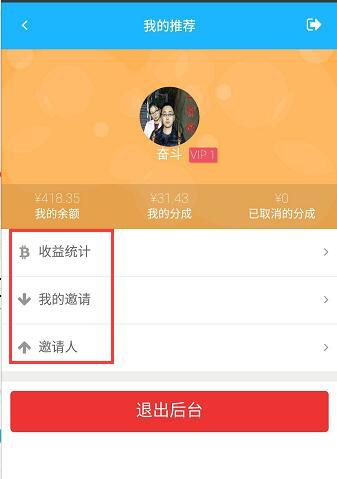 我的推荐
奋斗 VIP 1
¥418.35 ¥31.43 ¥0
我的余额 我的分成 已取消的分成
收益统计
我的邀请
邀请人
退出后台